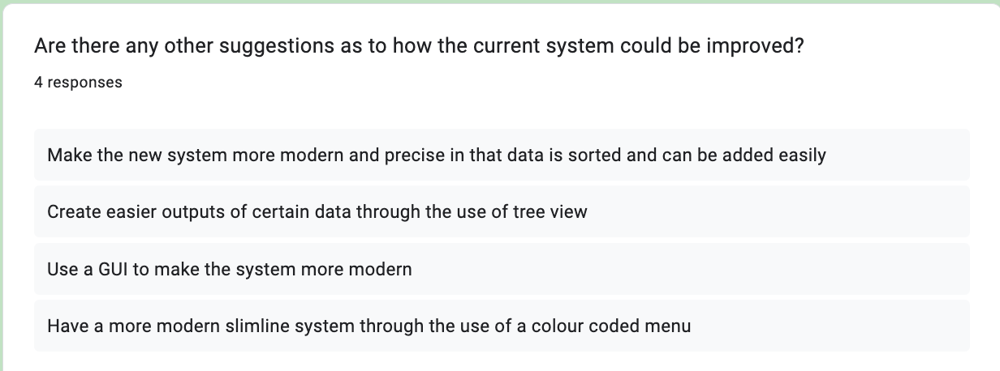 Are there any other suggestions as to how the current system could be improved?
4 responses
Make the new system more modern and precise in that data is sorted and can be added easily
Create easier outputs of certain data through the use of tree view
Use a GUI to make the system more modern
Have a more modern slimline system through the use of a colour coded menu